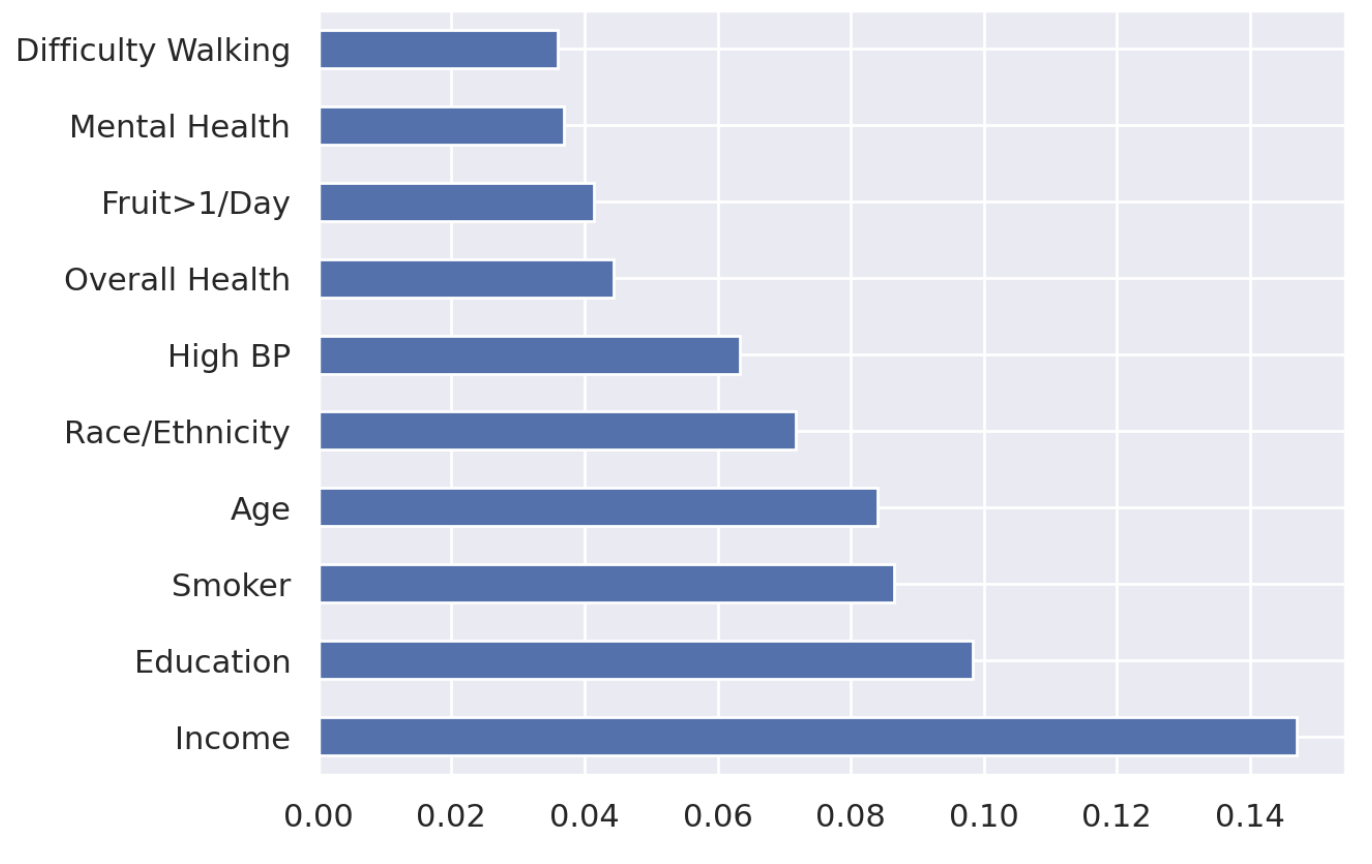 Difficulty Walking
Mental Health
Fruit>1/Day
Overall Health
High BP
Race/Ethnicity
Age
Smoker
Education
Income
0.00 0.02 0.04 0.06 0.08 0.10 0.12 0.14